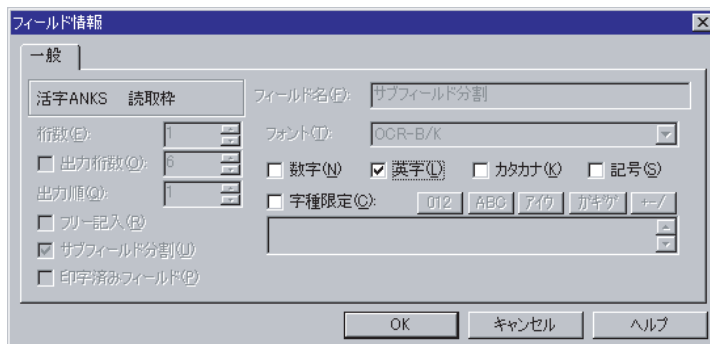 フィールド情報
一般
活字ANKS 読取枠
フィールド名(F): サブフィールド分割
桁数(E): 1
フォント(T): OCR-B/K
出力桁数(O): 6
数字(N) 英字(L) カタカナ(K) 記号(S)
出力順(Q): 1
字種限定(C): 012 ABC アイウ ガギグ +-/
フリー記入(R)
サブフィールド分割(U)
印字済みフィールド(P)
OK キャンセル ヘルプ